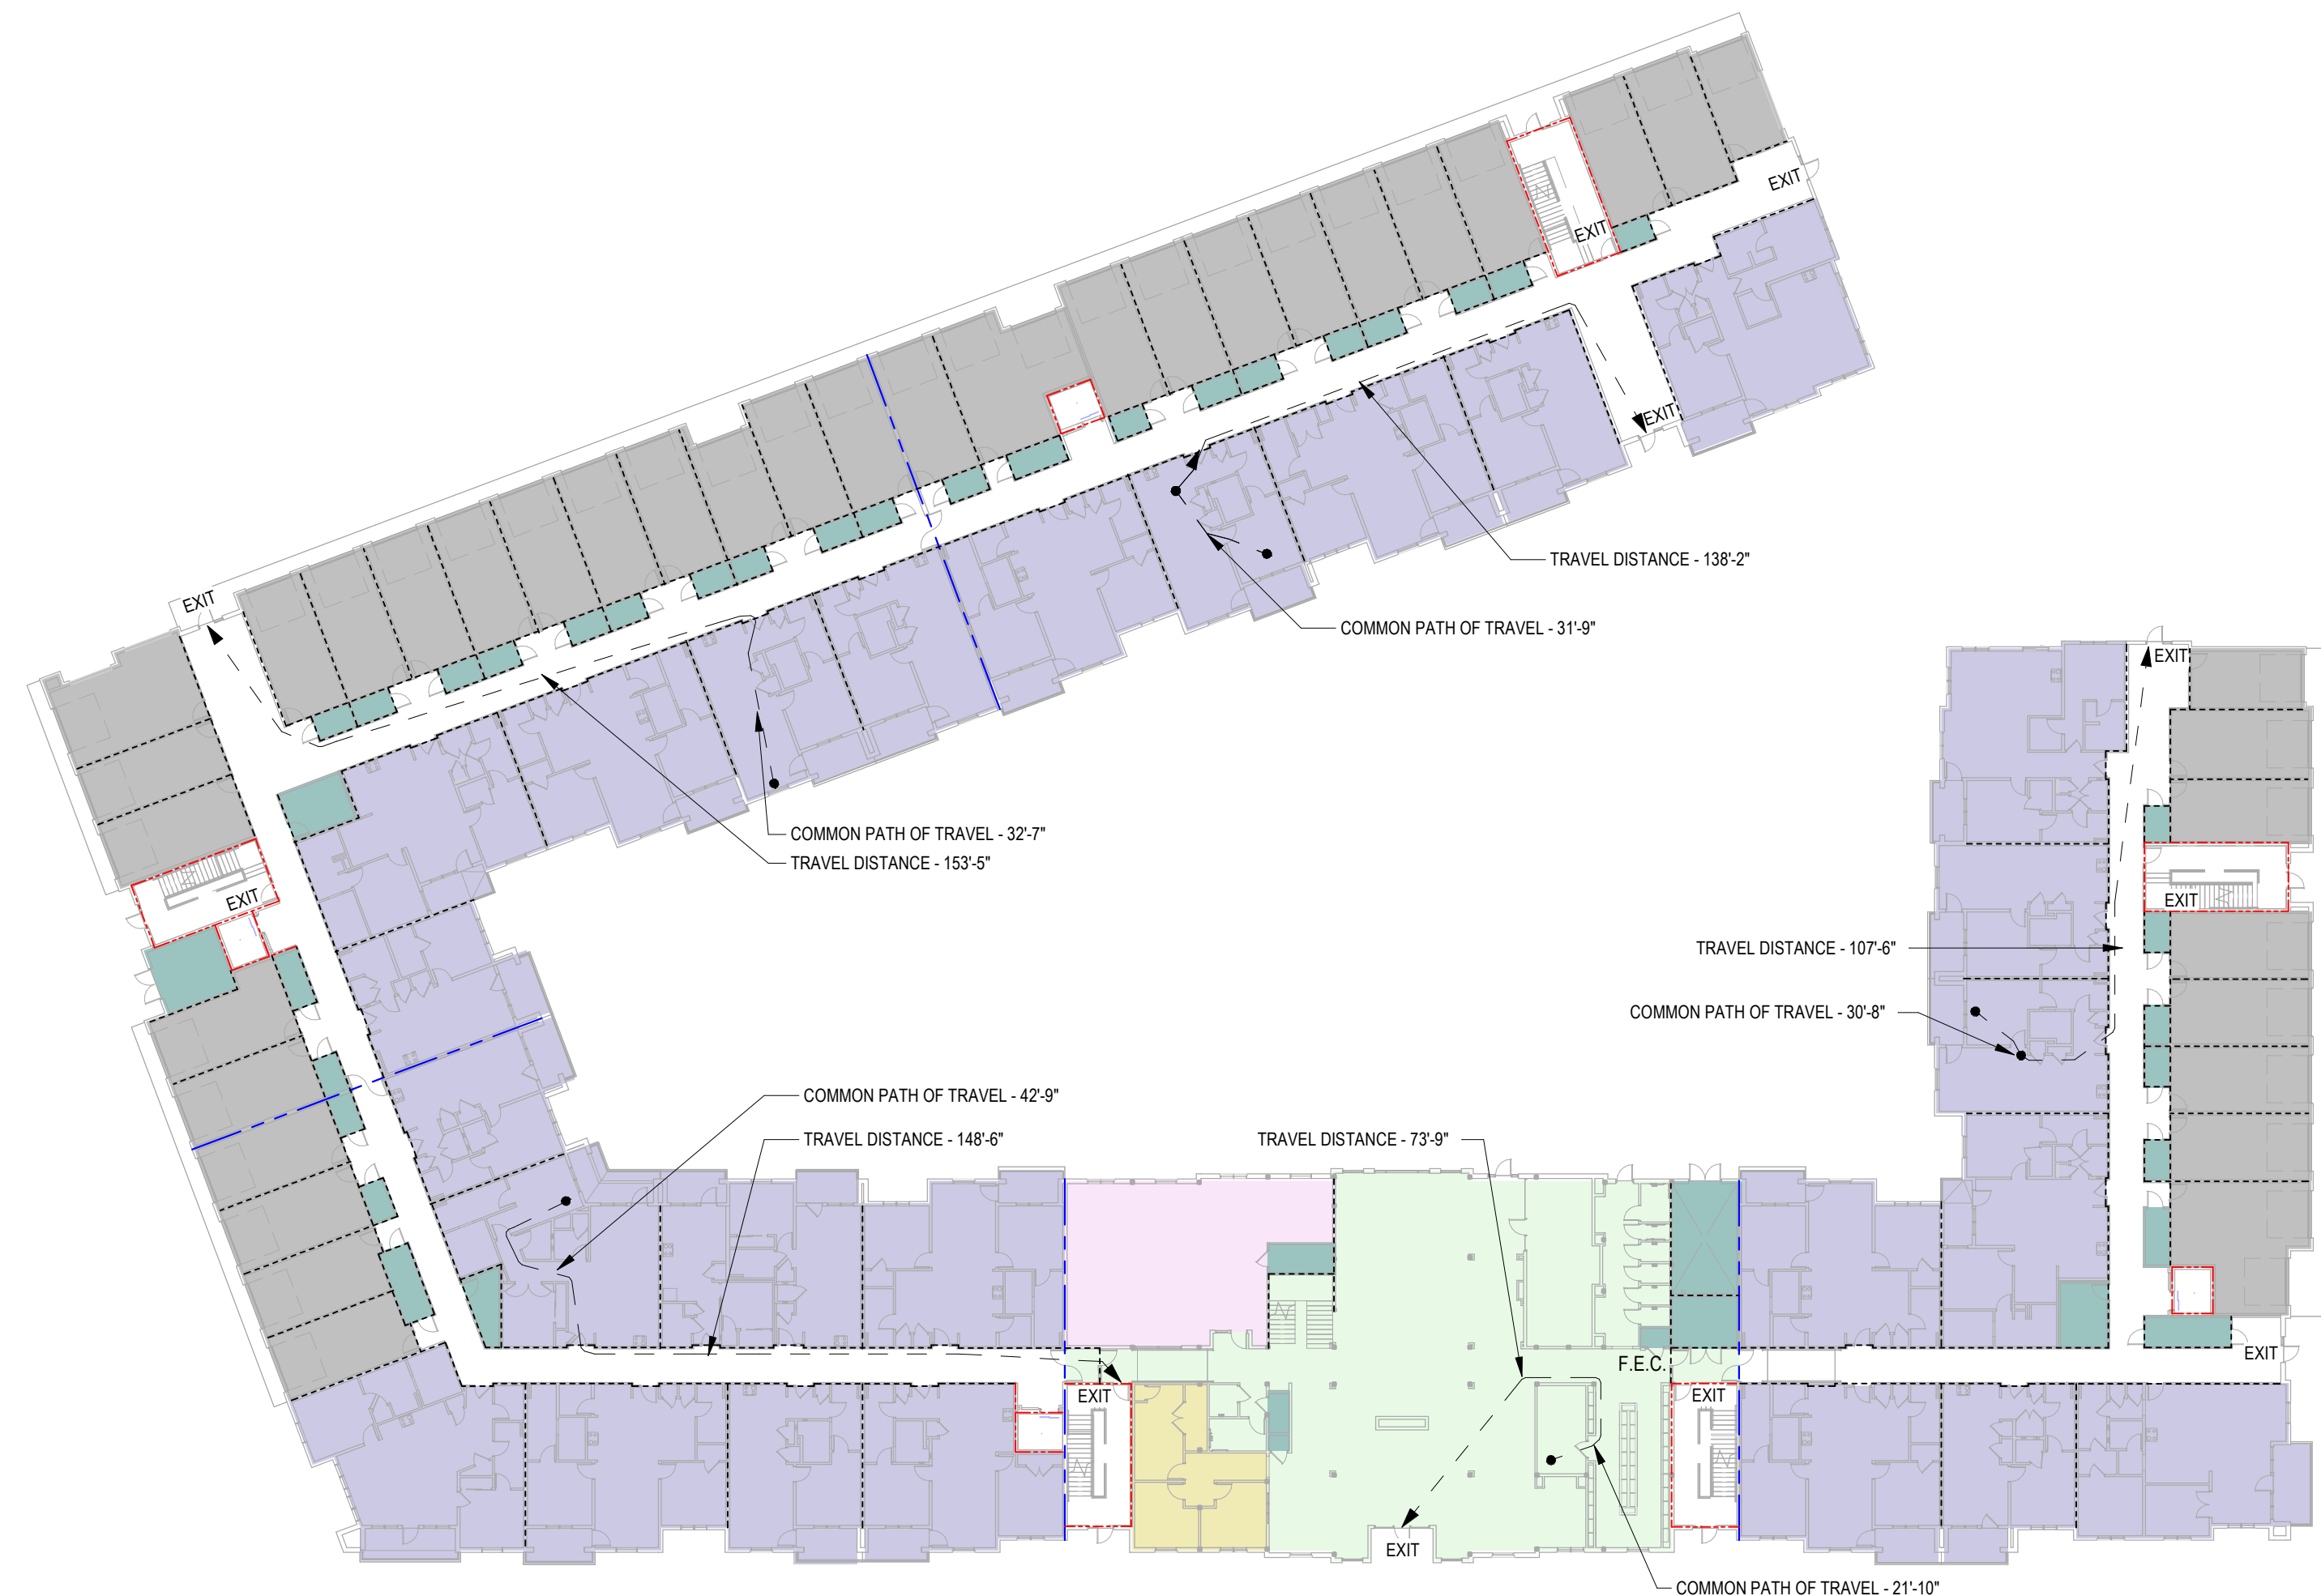 EXIT
EXIT
EXIT
EXIT
TRAVEL DISTANCE - 138'-2"
EXIT
COMMON PATH OF TRAVEL - 31'-9"
EXIT
COMMON PATH OF TRAVEL - 32'-7"
TRAVEL DISTANCE - 153'-5"
EXIT
EXIT
TRAVEL DISTANCE - 107'-6"
COMMON PATH OF TRAVEL - 30'-8"
COMMON PATH OF TRAVEL - 42'-9"
TRAVEL DISTANCE - 148'-6"
TRAVEL DISTANCE - 73'-9"
EXIT
F.E.C.
EXIT
EXIT
EXIT
COMMON PATH OF TRAVEL - 21'-10"